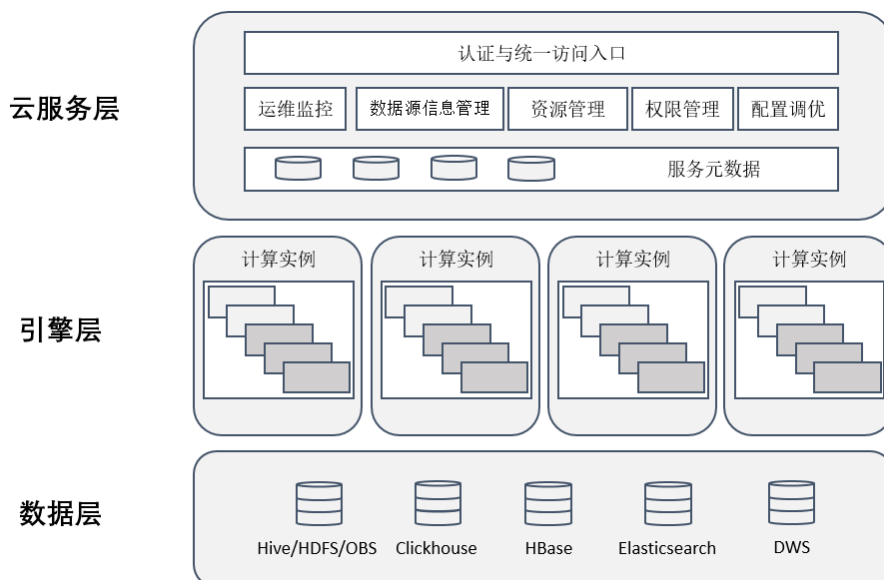 认证与统一访问入口
云服务层
运维监控 数据源信息管理 资源管理 权限管理 配置调优
服务元数据
计算实例 计算实例 计算实例 计算实例
引擎层
数据层
Hive/HDFS/OBS Clickhouse HBase Elasticsearch DWS